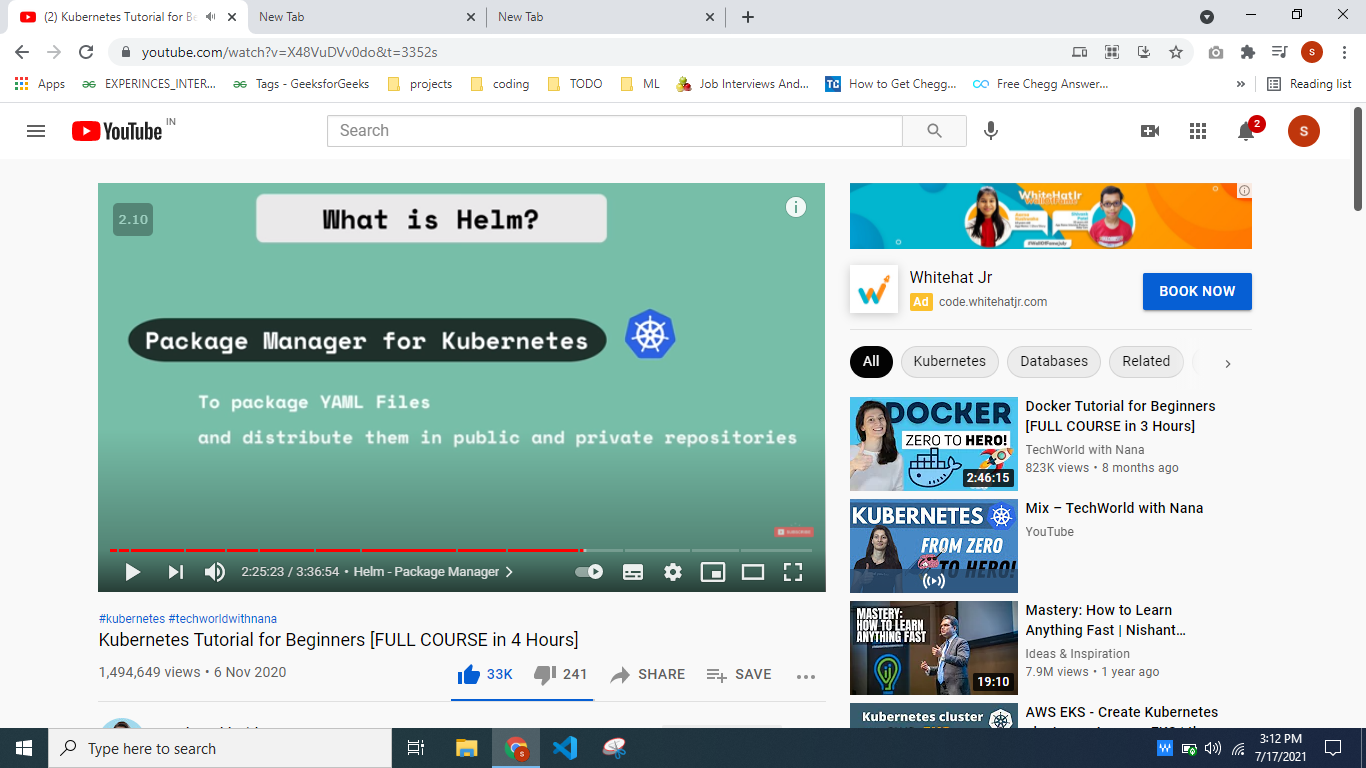 (2) Kubernetes Tutorial for Be
New Tab
New Tab
youtube.com/watch?v=X48VuDVv0do&t=3352s
S
Apps
EXPERINCES_INTER...
Tags - GeeksforGeeks
projects
coding
TODO
ML
Job Interviews And...
How to Get Chegg...
Free Chegg Answer...
Reading list
YouTube IN
Search
2
S
2.10
What is Helm?
Package Manager for Kubernetes
To package YAML Files
and distribute them in public and private repositories
SUBSCRIBE
2:25:23 / 3:36:54 • Helm - Package Manager
#kubernetes #techworldwithnana
Kubernetes Tutorial for Beginners [FULL COURSE in 4 Hours]
1,494,649 views • 6 Nov 2020
33K
241
SHARE
SAVE
WhiteHatJr
Whitehat Jr
Ad code.whitehatjr.com
BOOK NOW
All
Kubernetes
Databases
Related
DOCKER
ZERO TO HERO!
2:46:15
Docker Tutorial for Beginners
[FULL COURSE in 3 Hours]
TechWorld with Nana
823K views • 8 months ago
KUBERNETES
FROM ZERO
TO HERO!
Mix – TechWorld with Nana
YouTube
MASTERY:
HOW TO LEARN
ANYTHING FAST
19:10
Mastery: How to Learn
Anything Fast | Nishant...
Ideas & Inspiration
7.9M views • 1 year ago
Kubernetes cluster
AWS EKS - Create Kubernetes
Type here to search
3:12 PM
7/17/2021